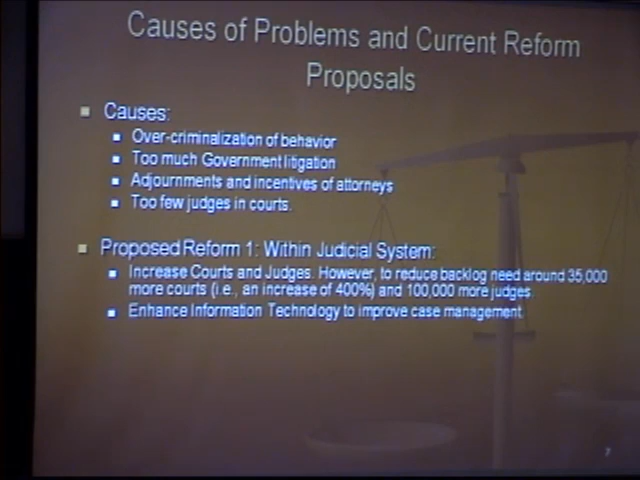 Causes of Problems and Current Reform
Proposals
Causes:
Over-criminalization of behavior
Too much Government litigation
Adjournments and incentives of attorneys
Too few judges in courts.
Proposed Reform 1: Within Judicial System:
Increase Courts and Judges. However, to reduce backlog need around 35,000
more courts (i.e., an increase of 400%) and 100,000 more judges.
Enhance Information Technology to improve case management.
7